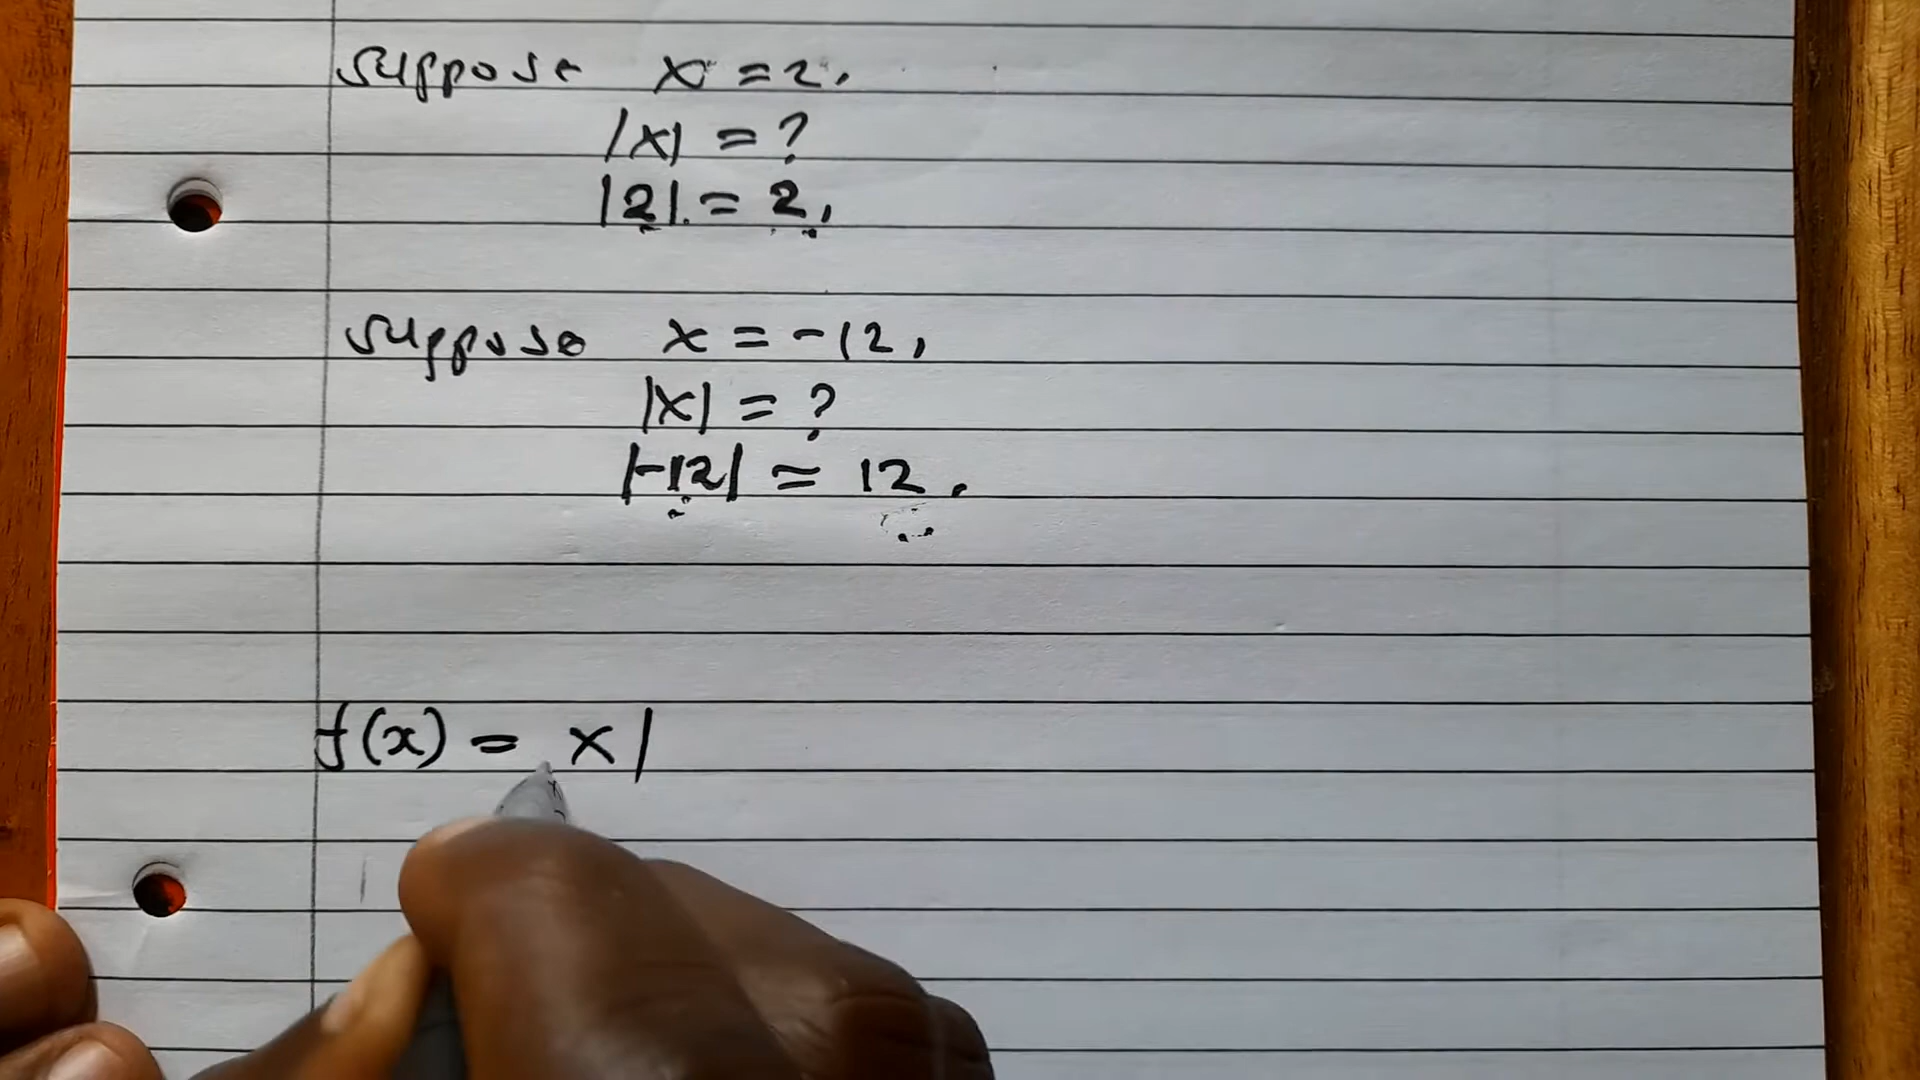 suppose x = 2,
|x| = ?
|2| = 2,
suppose x = -12,
|x| = ?
|-12| = 12.
f(x) = x|